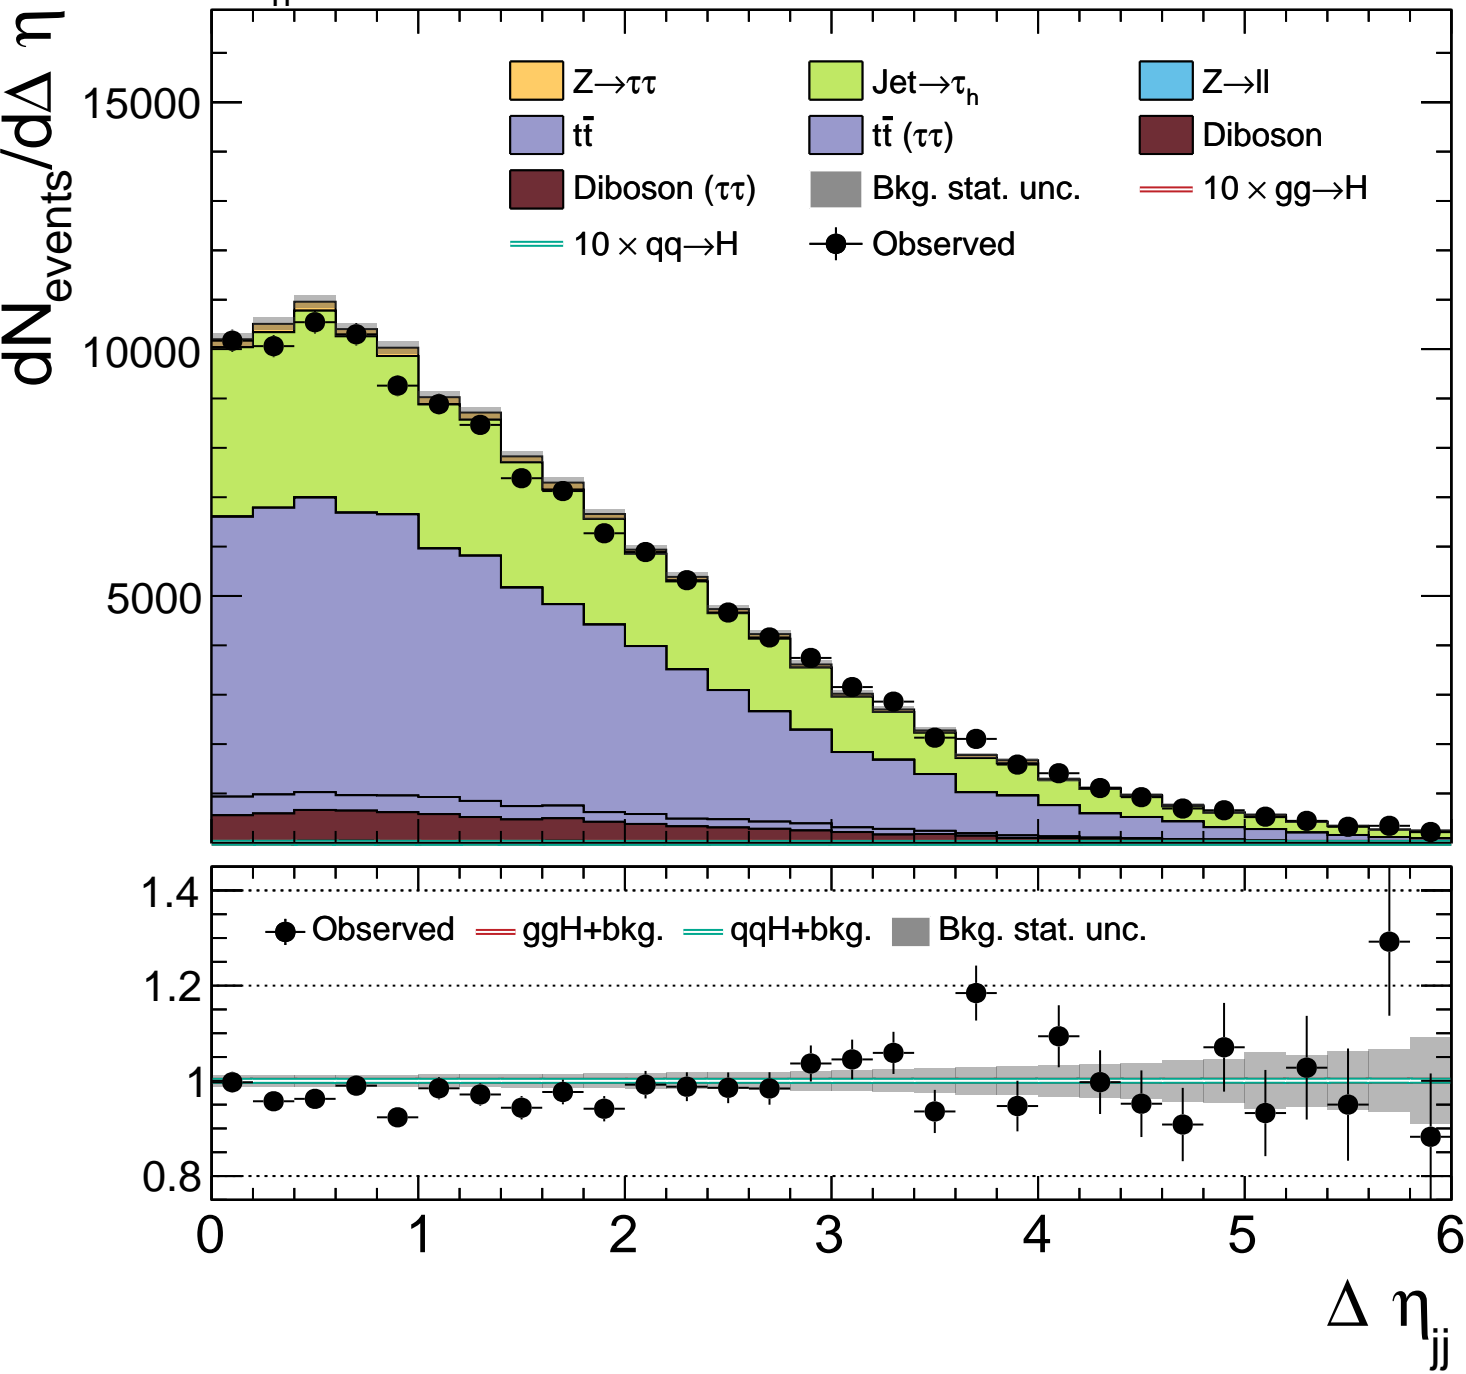 dN_events/dΔ η
15000
10000
5000
Z→ττ Jet→τ_h Z→ll
tt̄ tt̄ (ττ) Diboson
Diboson (ττ) Bkg. stat. unc. 10 × gg→H
10 × qq→H Observed
1.4
1.2
1
0.8
Observed ggH+bkg. qqH+bkg. Bkg. stat. unc.
0 1 2 3 4 5 6
Δ η_jj